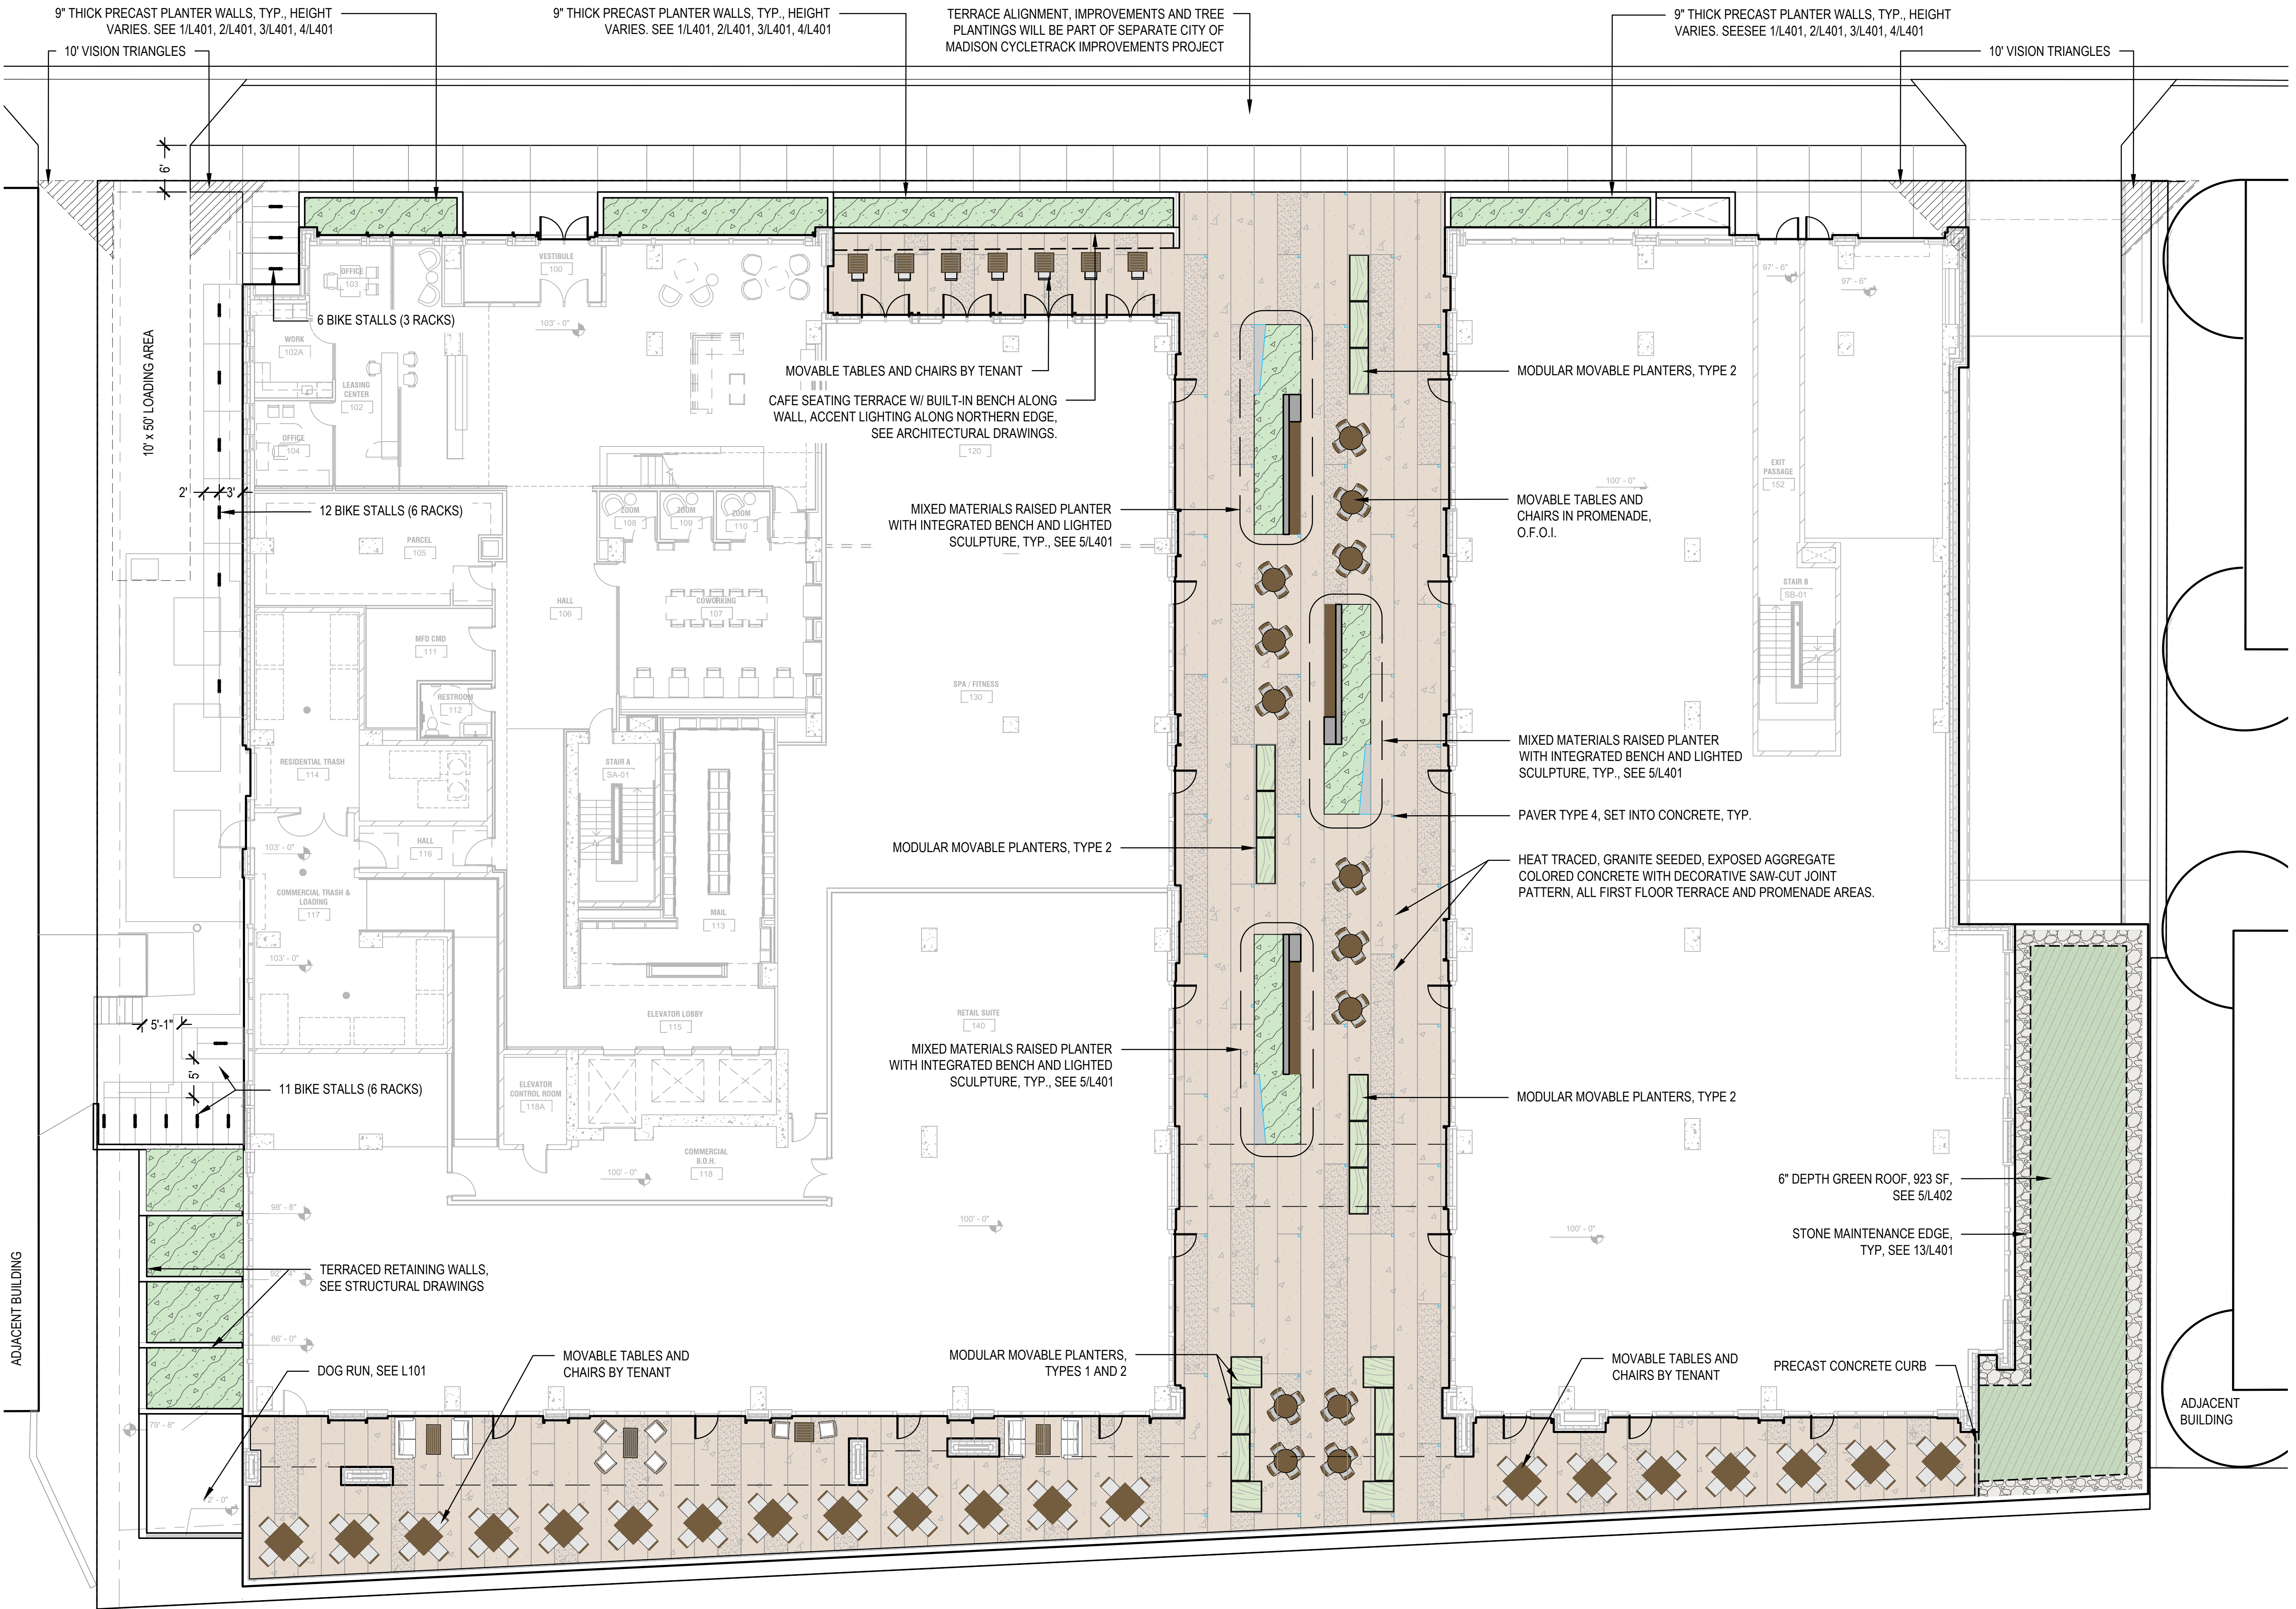 9" THICK PRECAST PLANTER WALLS, TYP., HEIGHT
VARIES. SEE 1/L401, 2/L401, 3/L401, 4/L401
10' VISION TRIANGLES
9" THICK PRECAST PLANTER WALLS, TYP., HEIGHT
VARIES. SEE 1/L401, 2/L401, 3/L401, 4/L401
TERRACE ALIGNMENT, IMPROVEMENTS AND TREE
PLANTINGS WILL BE PART OF SEPARATE CITY OF
MADISON CYCLETRACK IMPROVEMENTS PROJECT
9" THICK PRECAST PLANTER WALLS, TYP., HEIGHT
VARIES. SEESEE 1/L401, 2/L401, 3/L401, 4/L401
10' VISION TRIANGLES
6'
OFFICE
103
VESTIBULE
100
103' - 0"
97' - 6"
97' - 6"
6 BIKE STALLS (3 RACKS)
WORK
102A
10' x 50' LOADING AREA
LEASING
CENTER
102
OFFICE
104
MOVABLE TABLES AND CHAIRS BY TENANT
CAFE SEATING TERRACE W/ BUILT-IN BENCH ALONG
WALL, ACCENT LIGHTING ALONG NORTHERN EDGE,
SEE ARCHITECTURAL DRAWINGS.
120
MODULAR MOVABLE PLANTERS, TYPE 2
EXIT
PASSAGE
152
100' - 0"
2'
3'
12 BIKE STALLS (6 RACKS)
PARCEL
105
ZOOM
108
ZOOM
109
ZOOM
110
MIXED MATERIALS RAISED PLANTER
WITH INTEGRATED BENCH AND LIGHTED
SCULPTURE, TYP., SEE 5/L401
MOVABLE TABLES AND
CHAIRS IN PROMENADE,
O.F.O.I.
STAIR B
SB-01
HALL
106
COWORKING
107
MFD CMD
111
RESTROOM
112
SPA / FITNESS
130
RESIDENTIAL TRASH
114
STAIR A
SA-01
MIXED MATERIALS RAISED PLANTER
WITH INTEGRATED BENCH AND LIGHTED
SCULPTURE, TYP., SEE 5/L401
PAVER TYPE 4, SET INTO CONCRETE, TYP.
HALL
116
103' - 0"
MODULAR MOVABLE PLANTERS, TYPE 2
HEAT TRACED, GRANITE SEEDED, EXPOSED AGGREGATE
COLORED CONCRETE WITH DECORATIVE SAW-CUT JOINT
PATTERN, ALL FIRST FLOOR TERRACE AND PROMENADE AREAS.
COMMERCIAL TRASH &
LOADING
117
MAIL
113
103' - 0"
ELEVATOR LOBBY
115
RETAIL SUITE
140
5'-1"
5'
MIXED MATERIALS RAISED PLANTER
WITH INTEGRATED BENCH AND LIGHTED
SCULPTURE, TYP., SEE 5/L401
11 BIKE STALLS (6 RACKS)
ELEVATOR
CONTROL ROOM
118A
MODULAR MOVABLE PLANTERS, TYPE 2
COMMERCIAL
B.O.H.
118
100' - 0"
6" DEPTH GREEN ROOF, 923 SF,
SEE 5/L402
98' - 8"
100' - 0"
100' - 0"
STONE MAINTENANCE EDGE,
TYP, SEE 13/L401
ADJACENT BUILDING
TERRACED RETAINING WALLS,
SEE STRUCTURAL DRAWINGS
86' - 0"
DOG RUN, SEE L101
MOVABLE TABLES AND
CHAIRS BY TENANT
MODULAR MOVABLE PLANTERS,
TYPES 1 AND 2
MOVABLE TABLES AND
CHAIRS BY TENANT
PRECAST CONCRETE CURB
79' - 8"
ADJACENT
BUILDING